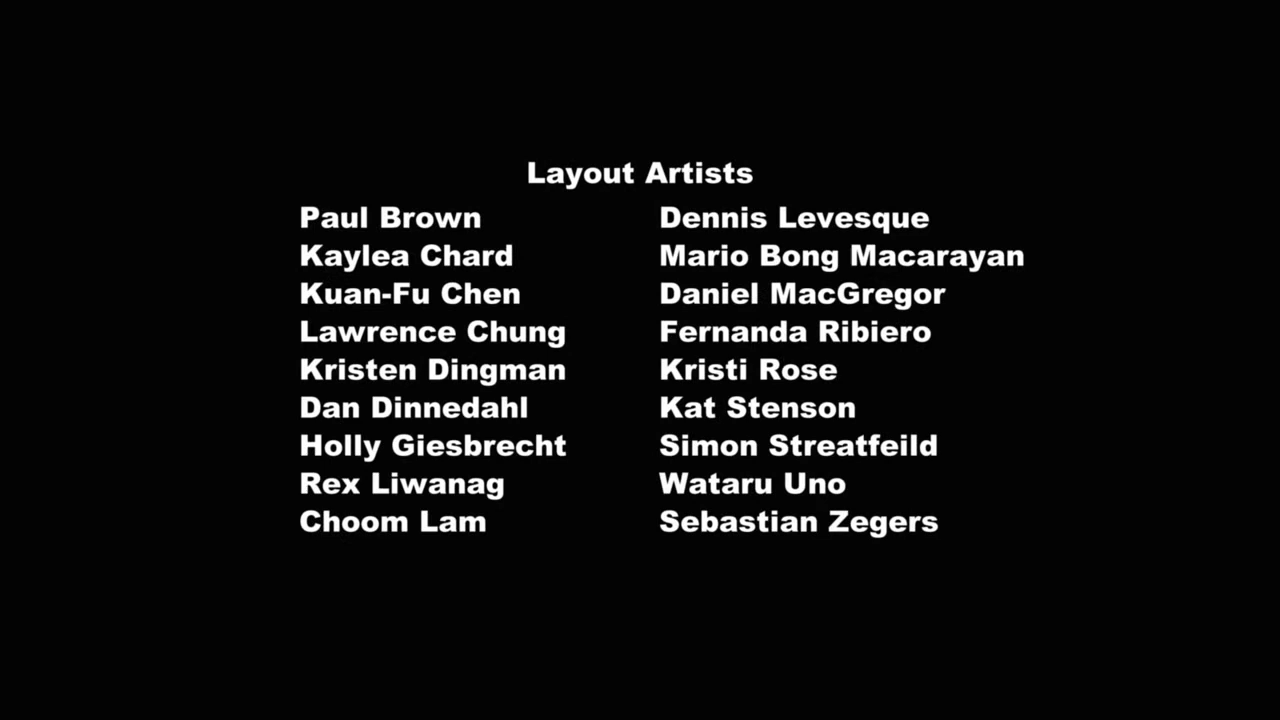 Layout Artists
Paul Brown
Kaylea Chard
Kuan-Fu Chen
Lawrence Chung
Kristen Dingman
Dan Dinnedahl
Holly Giesbrecht
Rex Liwanag
Choom Lam
Dennis Levesque
Mario Bong Macarayan
Daniel MacGregor
Fernanda Ribiero
Kristi Rose
Kat Stenson
Simon Streatfeild
Wataru Uno
Sebastian Zegers